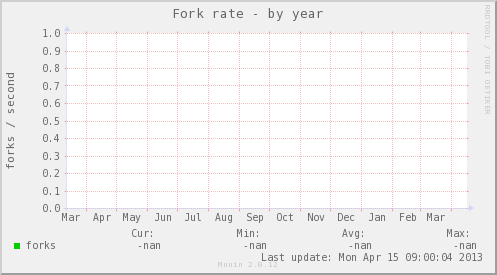 Fork rate - by year
RRDTOOL / TOBI OETIKER
forks / second
1.0
0.9
0.8
0.7
0.6
0.5
0.4
0.3
0.2
0.1
0.0
Mar Apr May Jun Jul Aug Sep Oct Nov Dec Jan Feb Mar
Cur: Min: Avg: Max:
forks -nan -nan -nan -nan
Last update: Mon Apr 15 09:00:04 2013
Munin 2.0.12